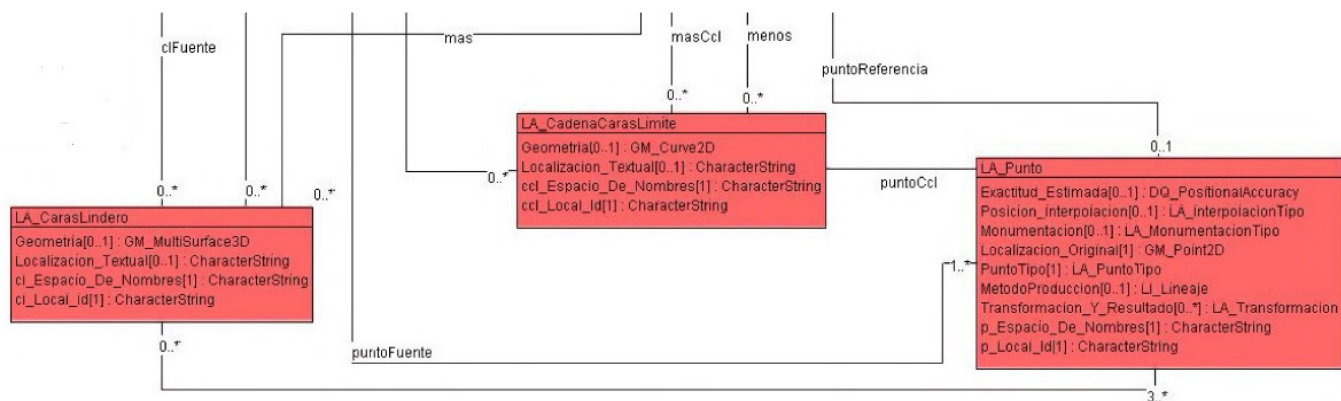 clFuente
mas
masCcl
menos
puntoReferencia
0..*
0..*
0..*
0..*
0..*
0..*
0..1
LA_CadenaCarasLimite
Geometria[0..1] : GM_Curve2D
Localizacion_Textual[0..1] : CharacterString
ccl_Espacio_De_Nombres[1] : CharacterString
ccl_Local_Id[1] : CharacterString
puntoCcl
LA_Punto
Exactitud_Estimada[0..1] : DQ_PositionalAccuracy
Posicion_Interpolacion[0..1] : LA_InterpolacionTipo
Monumentacion[0..1] : LA_MonumentacionTipo
Localizacion_Original[1] : GM_Point2D
PuntoTipo[1] : LA_PuntoTipo
MetodoProduccion[0..1] : LI_Lineaje
Transformacion_Y_Resultado[0..*] : LA_Transformacion
p_Espacio_De_Nombres[1] : CharacterString
p_Local_Id[1] : CharacterString
LA_CarasLindero
Geometria[0..1] : GM_MultiSurface3D
Localizacion_Textual[0..1] : CharacterString
cl_Espacio_De_Nombres[1] : CharacterString
cl_Local_Id[1] : CharacterString
1..*
0..*
puntoFuente
3..*